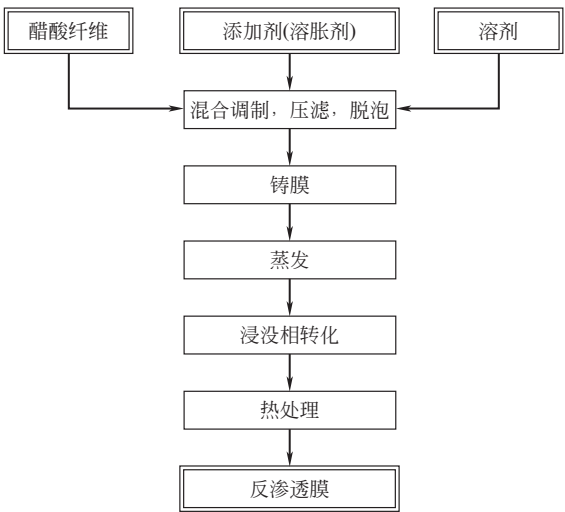 醋酸纤维
添加剂(溶胀剂)
溶剂
混合调制，压滤，脱泡
铸膜
蒸发
浸没相转化
热处理
反渗透膜